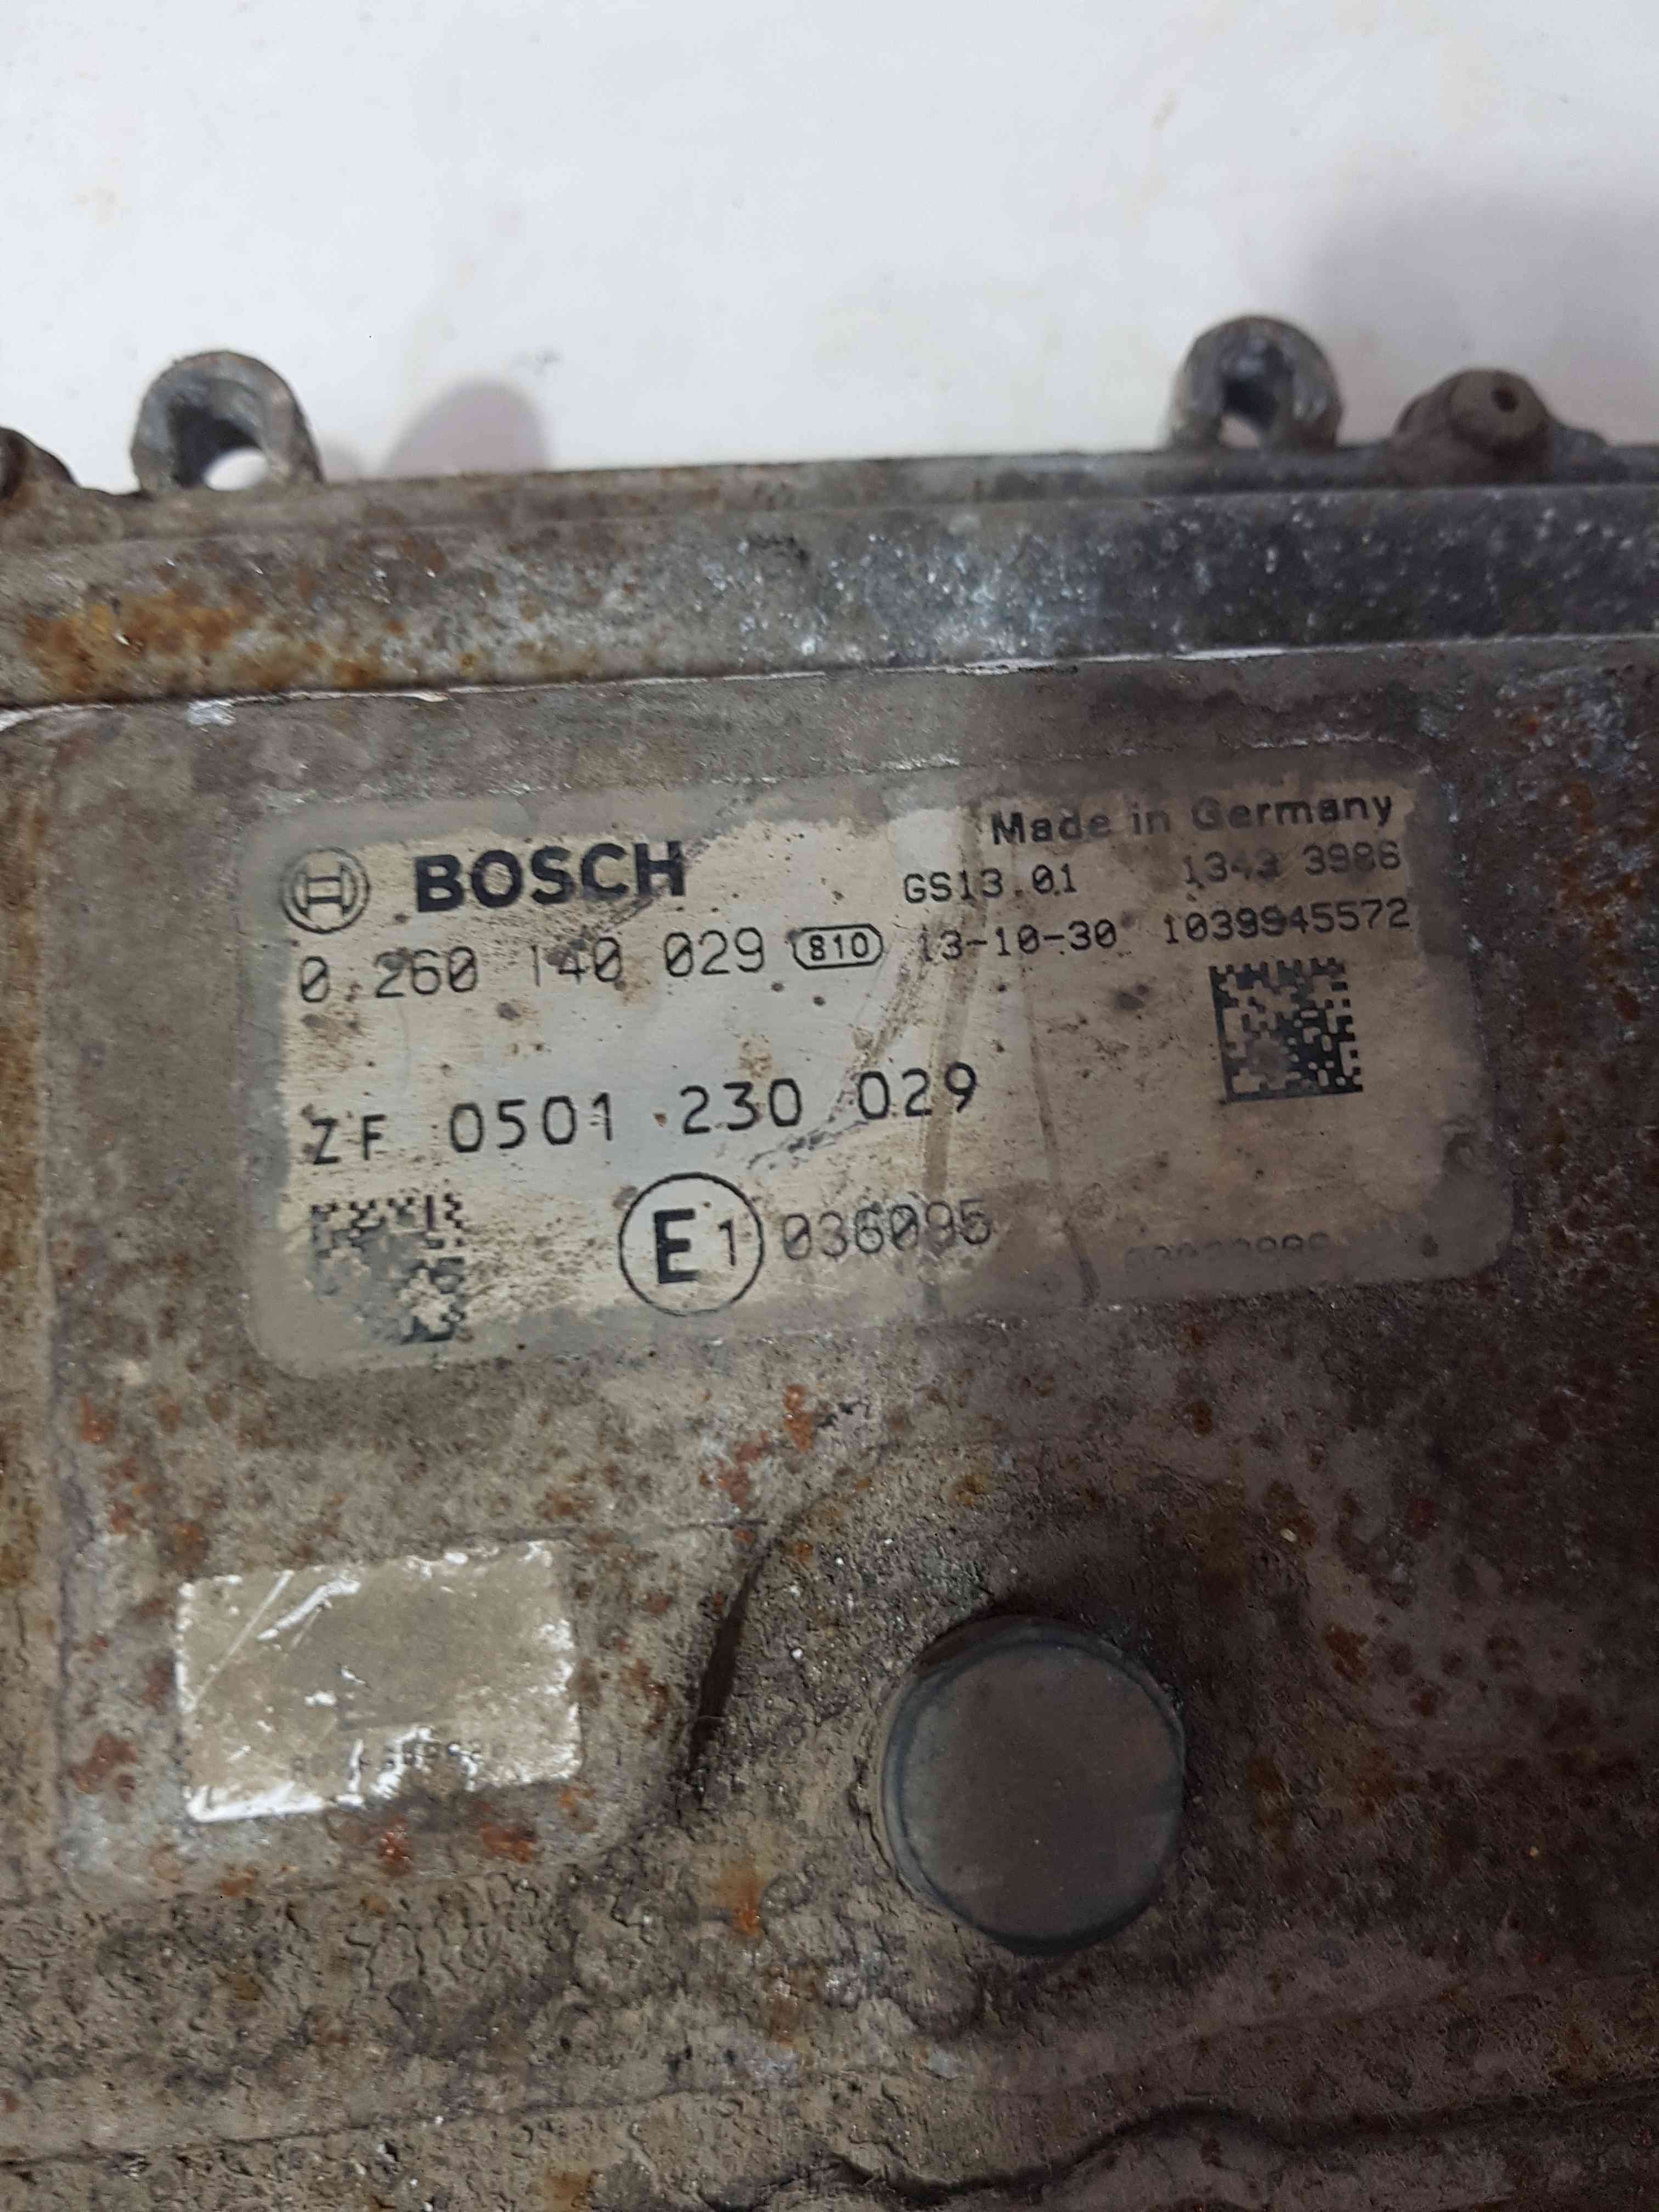 Made in Germany
BOSCH GS13.01 1343 3986
0 260 140 029 810 13-10-30 1039945572
ZF 0501 230 029
E1 036095